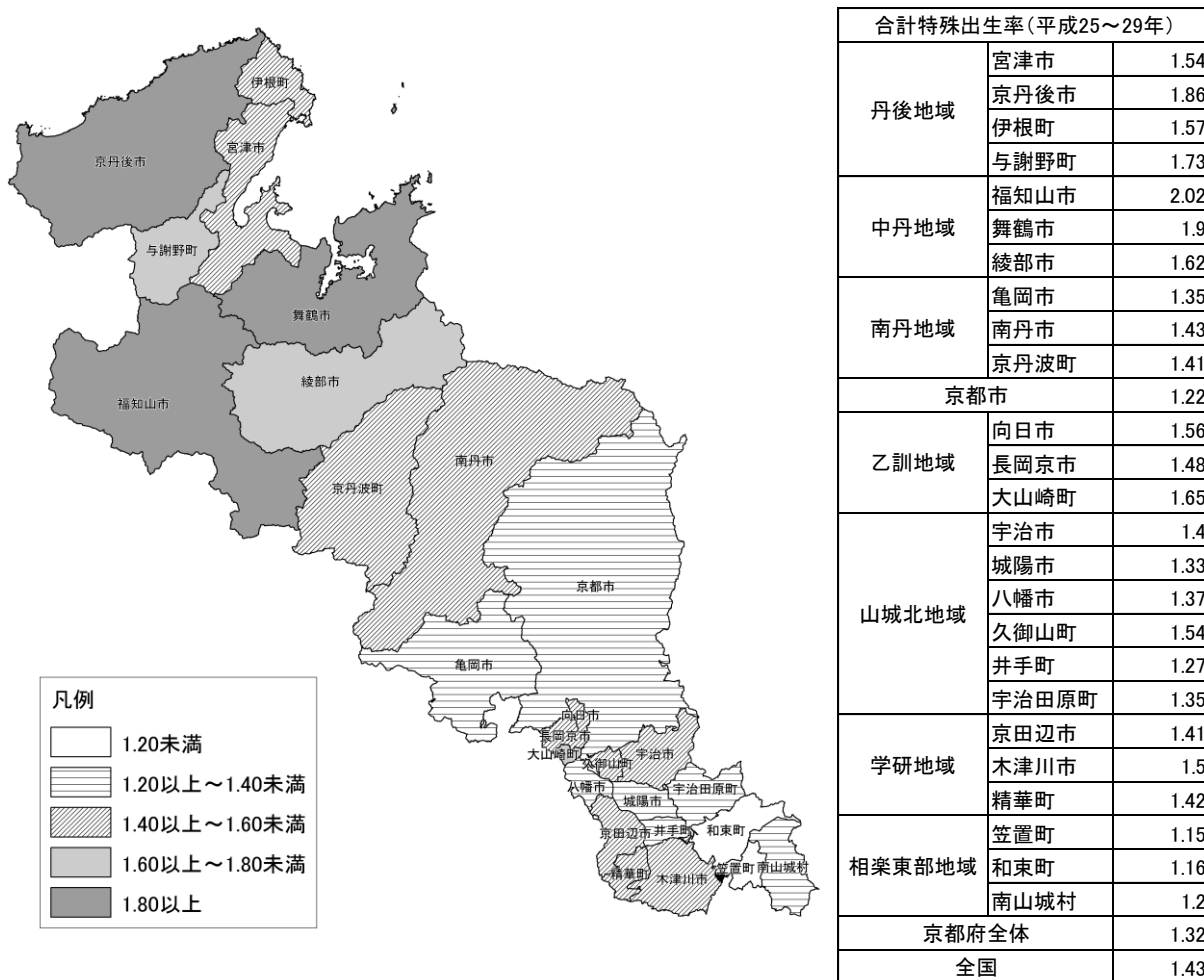 伊根町
宮津市
京丹後市
与謝野町
舞鶴市
綾部市
福知山市
南丹市
京丹波町
京都市
亀岡市
向日市
長岡京市
大山崎町
久御山町
宇治市
八幡市
城陽市
宇治田原町
京田辺市
井手町
和束町
精華町
木津川市
笠置町
南山城村
凡例
1.20未満
1.20以上～1.40未満
1.40以上～1.60未満
1.60以上～1.80未満
1.80以上
合計特殊出生率(平成25～29年)
丹後地域
宮津市 1.54
京丹後市 1.86
伊根町 1.57
与謝野町 1.73
中丹地域
福知山市 2.02
舞鶴市 1.9
綾部市 1.62
南丹地域
亀岡市 1.35
南丹市 1.43
京丹波町 1.41
京都市 1.22
乙訓地域
向日市 1.56
長岡京市 1.48
大山崎町 1.65
山城北地域
宇治市 1.4
城陽市 1.33
八幡市 1.37
久御山町 1.54
井手町 1.27
宇治田原町 1.35
学研地域
京田辺市 1.41
木津川市 1.5
精華町 1.42
相楽東部地域
笠置町 1.15
和束町 1.16
南山城村 1.2
京都府全体 1.32
全国 1.43